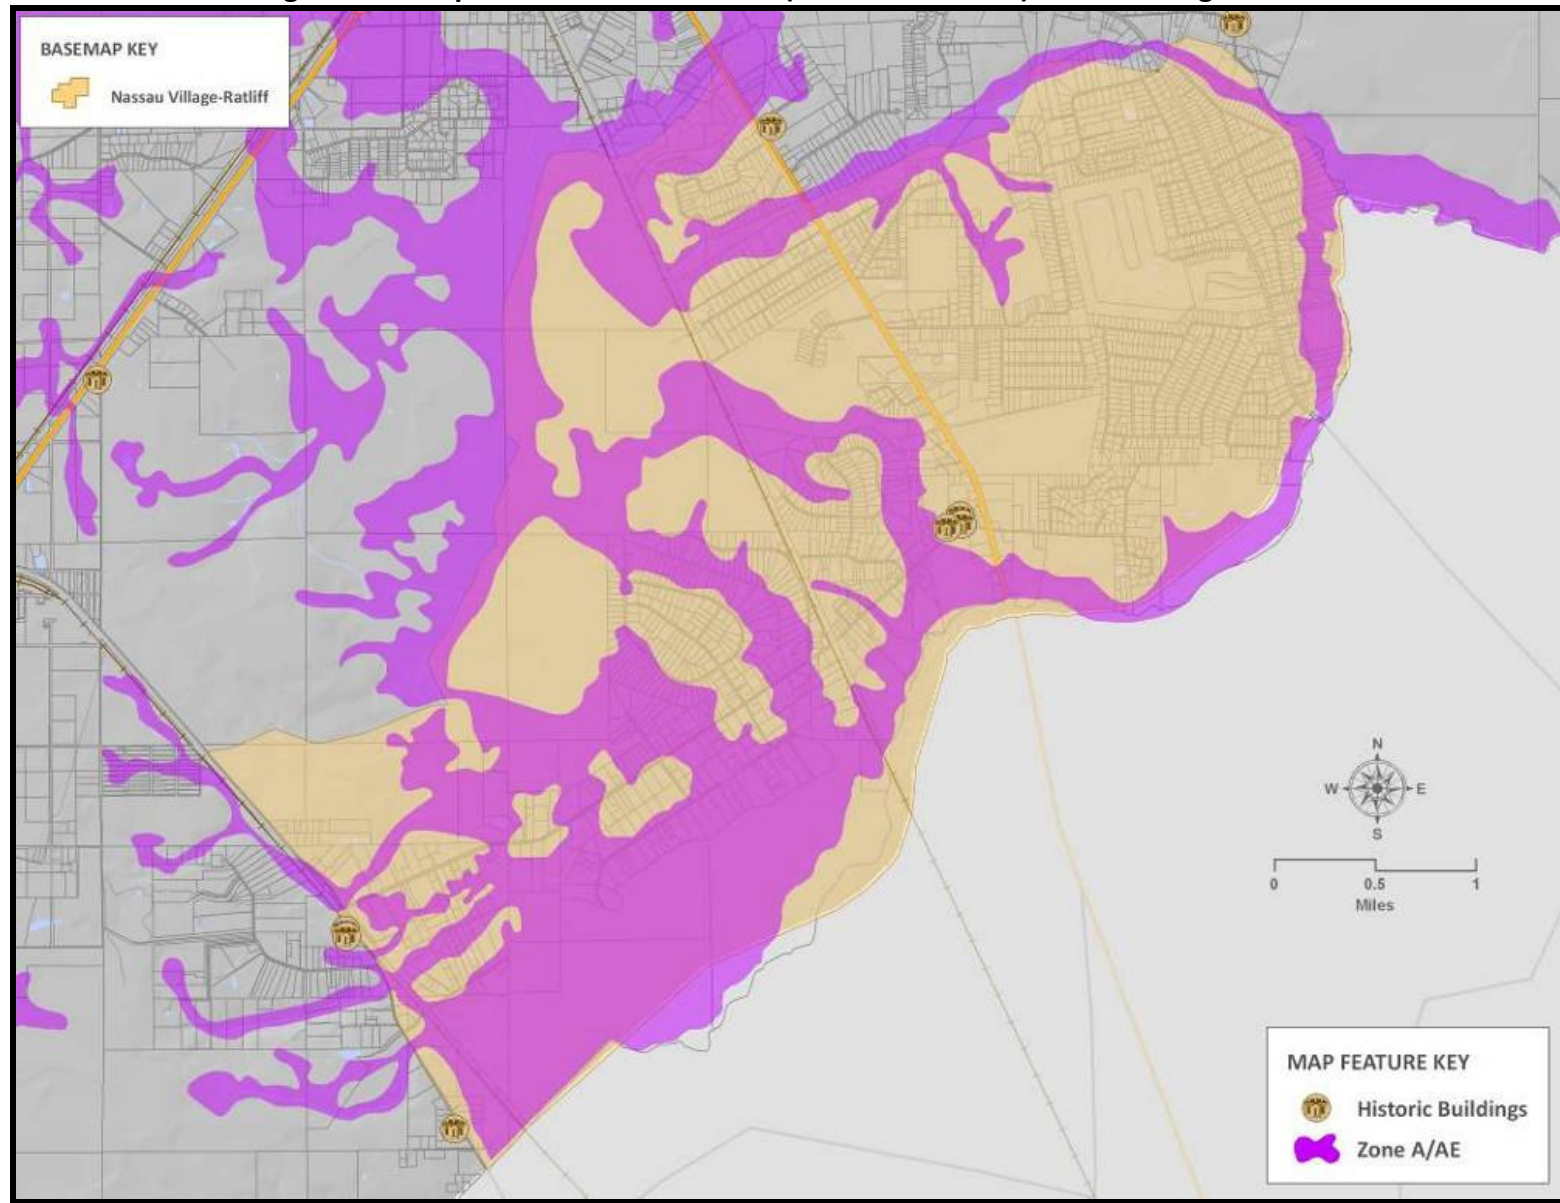 BASEMAP KEY
Nassau Village-Ratliff
N
W E
S
0 0.5 1
Miles
MAP FEATURE KEY
Historic Buildings
Zone A/AE